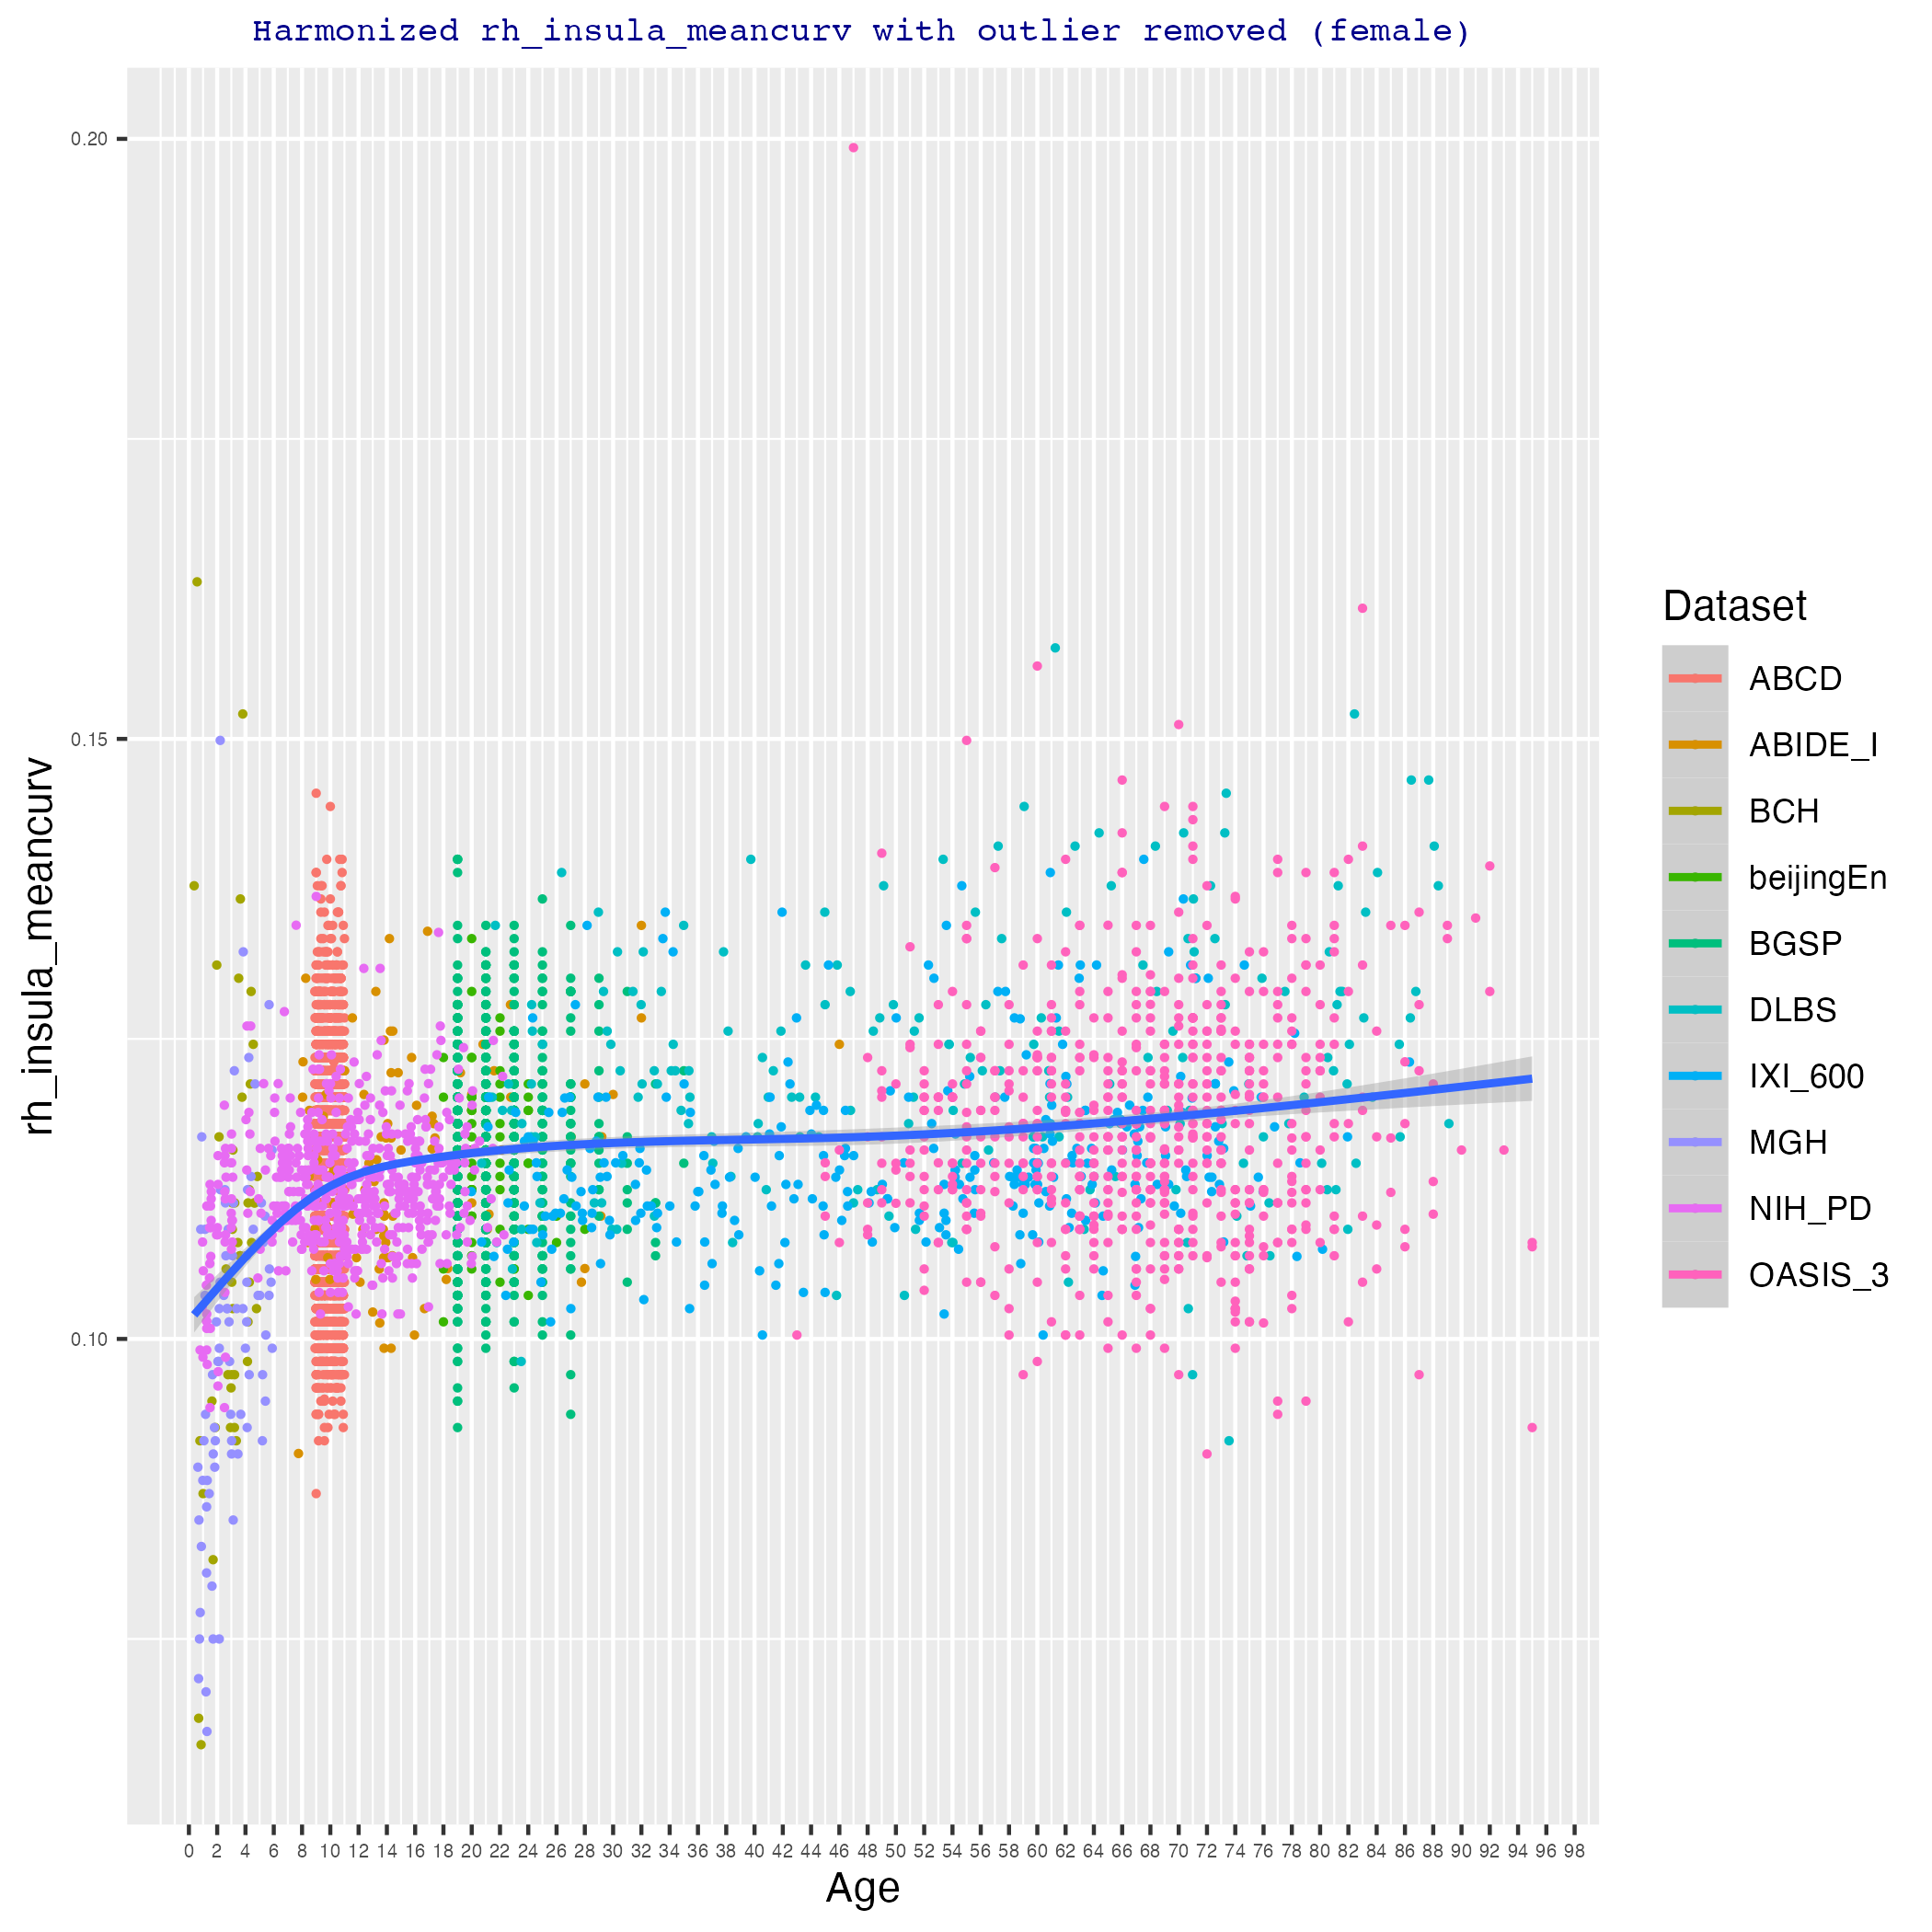 Harmonized rh_insula_meancurv with outlier removed (female)
0.20
0.15
0.10
rh_insula_meancurv
0 2 4 6 8 10 12 14 16 18 20 22 24 26 28 30 32 34 36 38 40 42 44 46 48 50 52 54 56 58 60 62 64 66 68 70 72 74 76 78 80 82 84 86 88 90 92 94 96 98
Age
Dataset
ABCD
ABIDE_I
BCH
beijingEn
BGSP
DLBS
IXI_600
MGH
NIH_PD
OASIS_3